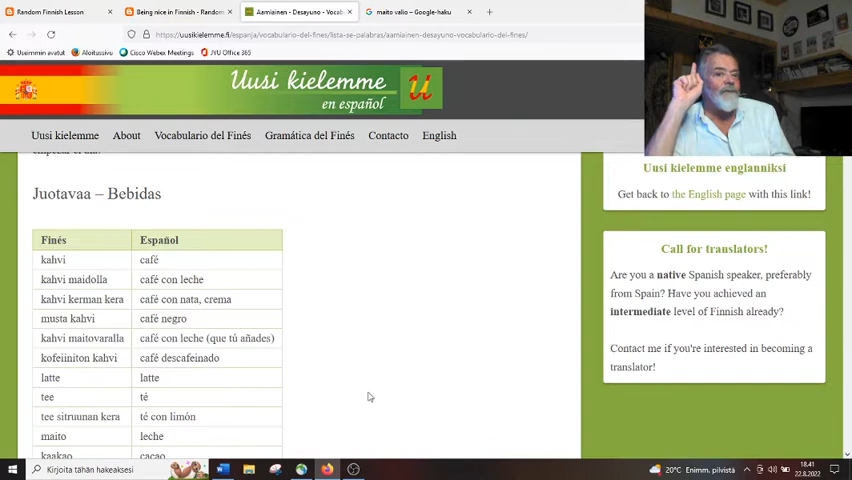 Random Finnish Lesson
Being nice in Finnish - Random
Aamiainen - Desayuno - Vocab
maito valio – Google-haku
https://uusikielemme.fi/espanja/vocabulario-del-fines/lista-se-palabras/aamiainen-desayuno-vocabulario-de-fines/
Useimmin avatut
Aloitussivu
Cisco Webex Meetings
JYU Office 365
Uusi kielemme
en español
u
Uusi kielemme
About
Vocabulario del Finés
Gramática del Finés
Contacto
English
empezar el día.
Juotavaa – Bebidas
Finés Español
kahvi café
kahvi maidolla café con leche
kahvi kerman kera café con nata, crema
musta kahvi café negro
kahvi maitovaralla café con leche (que tú añades)
kofeiiniton kahvi café descafeinado
latte latte
tee té
tee sitruunan kera té con limón
maito leche
kaakao cacao
Uusi kielemme englanniksi
Get back to the English page with this link!
Call for translators!
Are you a native Spanish speaker, preferably
from Spain? Have you achieved an
intermediate level of Finnish already?
Contact me if you're interested in becoming a
translator!
Kirjoita tähän hakeaksesi
20°C Enimm. pilvistä
18.41
22.8.2022